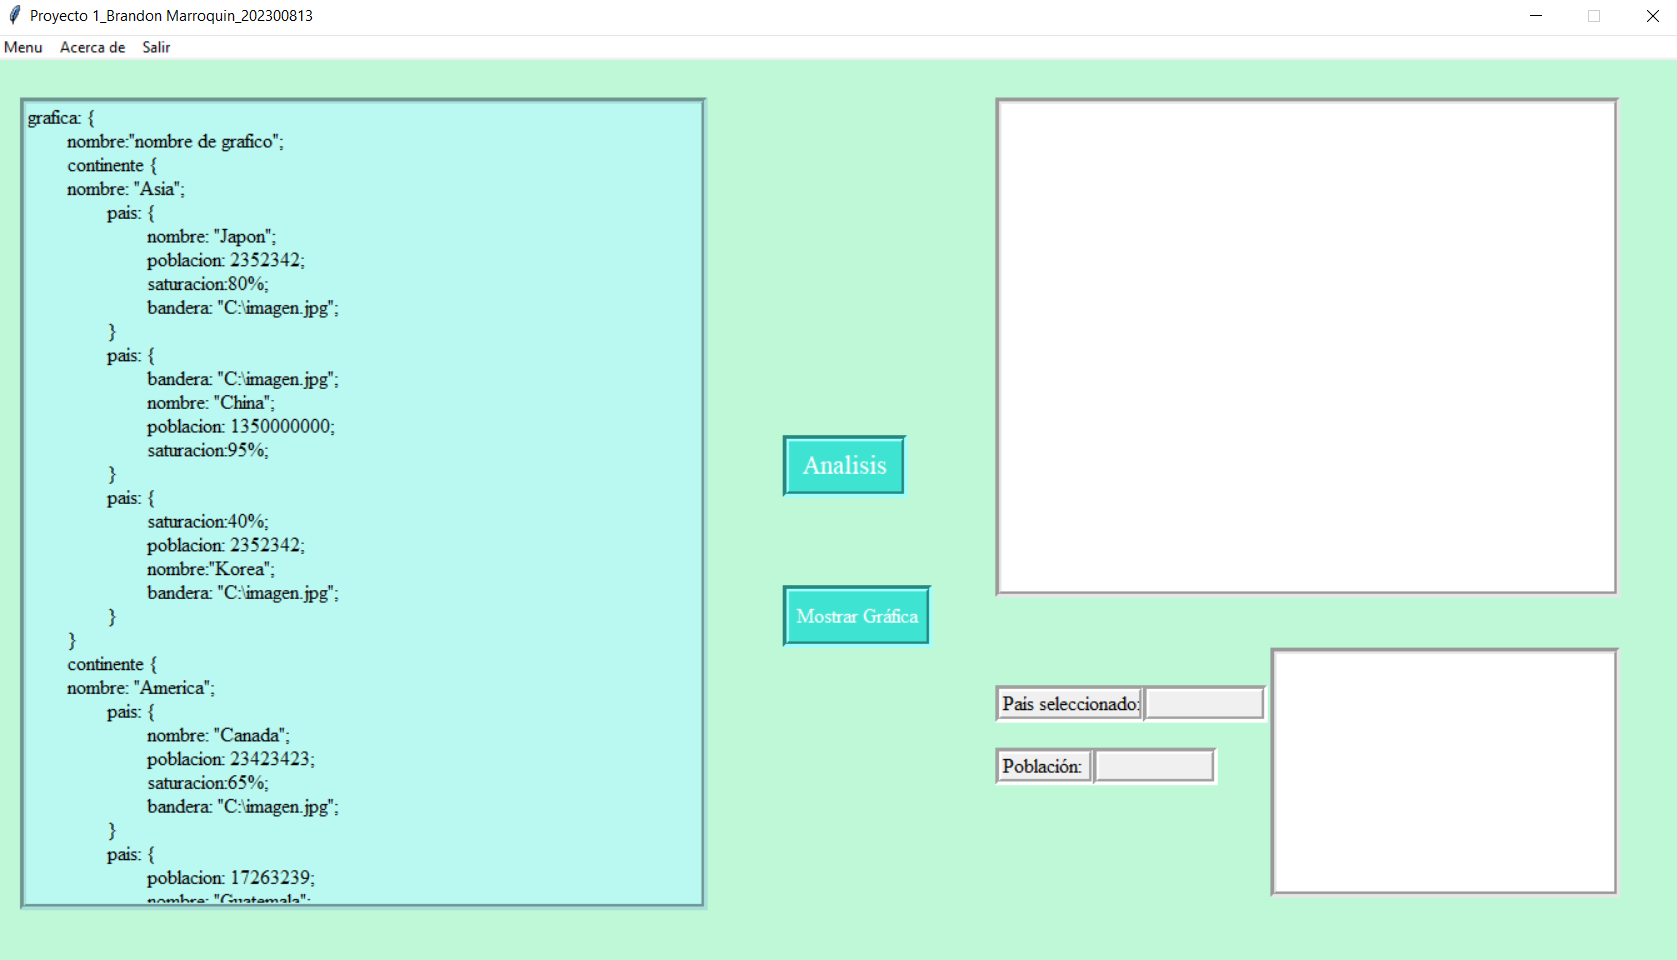 Proyecto 1_Brandon Marroquin_202300813
Menu Acerca de Salir
grafica: {
nombre:"nombre de grafico";
continente {
nombre: "Asia";
pais: {
nombre: "Japon";
poblacion: 2352342;
saturacion:80%;
bandera: "C:\imagen.jpg";
}
pais: {
bandera: "C:\imagen.jpg";
nombre: "China";
poblacion: 1350000000;
saturacion:95%;
}
pais: {
saturacion:40%;
poblacion: 2352342;
nombre:"Korea";
bandera: "C:\imagen.jpg";
}
}
continente {
nombre: "America";
pais: {
nombre: "Canada";
poblacion: 23423423;
saturacion:65%;
bandera: "C:\imagen.jpg";
}
pais: {
poblacion: 17263239;
nombre: "Guatemala";
Analisis
Mostrar Gráfica
País seleccionado:
Población: